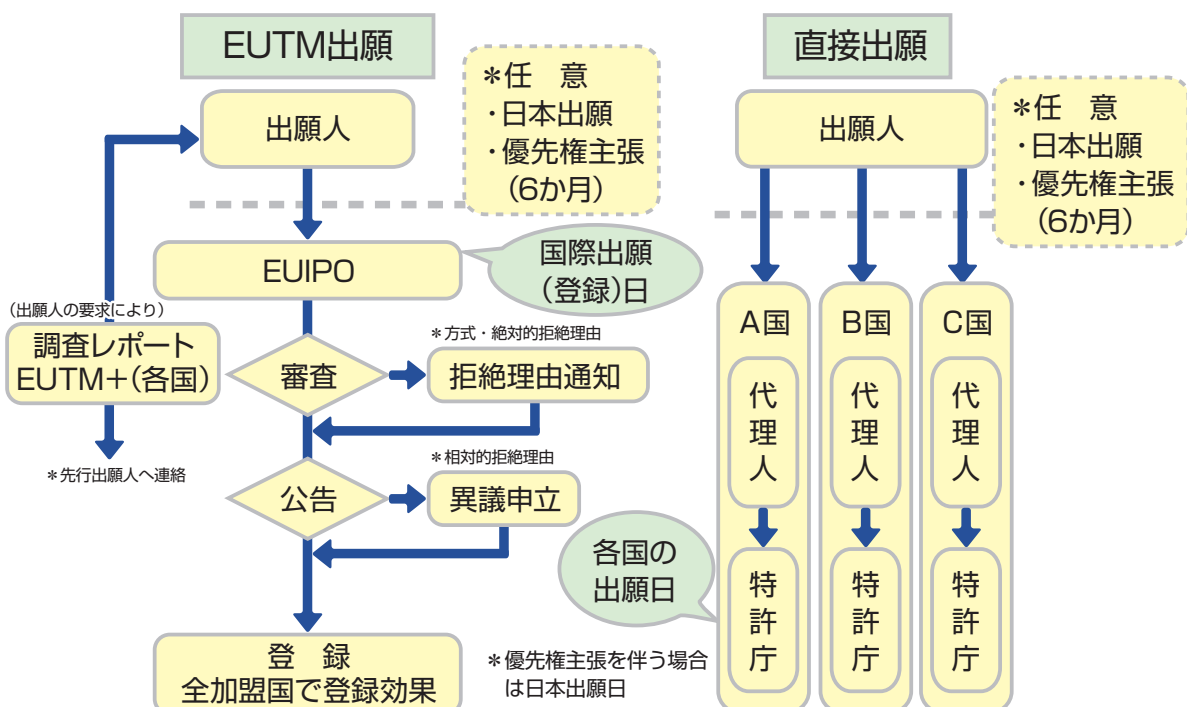 EUTM出願
*任　意
・日本出願
・優先権主張
(6か月)
出願人
EUIPO
国際出願
(登録)日
(出願人の要求により)
調査レポート
EUTM+(各国)
*先行出願人へ連絡
審査
*方式・絶対的拒絶理由
拒絶理由通知
公告
*相対的拒絶理由
異議申立
登　録
全加盟国で登録効果
直接出願
出願人
*任　意
・日本出願
・優先権主張
(6か月)
A国
代理人
特許庁
B国
代理人
特許庁
C国
代理人
特許庁
各国の
出願日
*優先権主張を伴う場合
は日本出願日